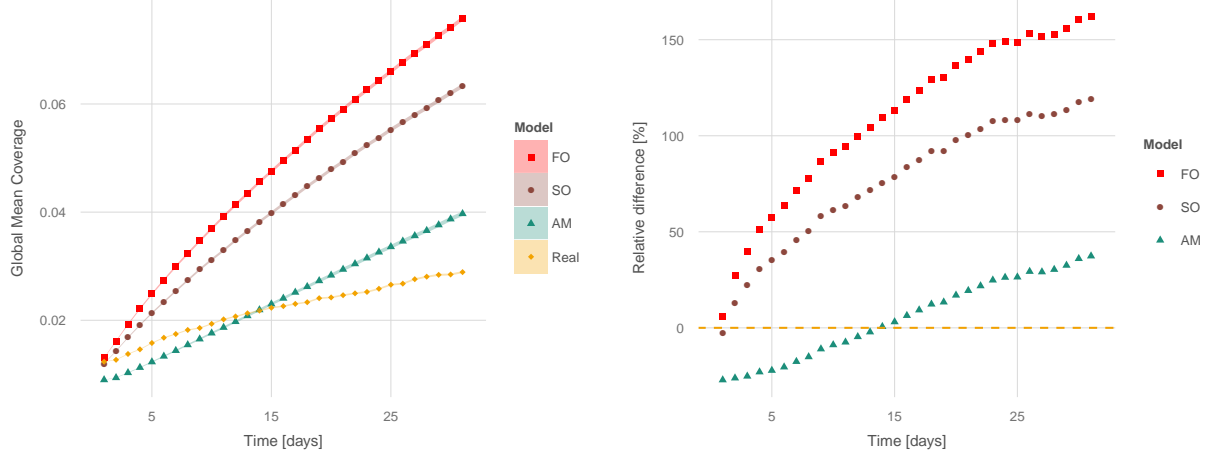 Global Mean Coverage
0.06
0.04
0.02
5
15
25
Time [days]
Model
FO
SO
AM
Real
Relative difference [%]
150
100
50
0
5
15
25
Time [days]
Model
FO
SO
AM